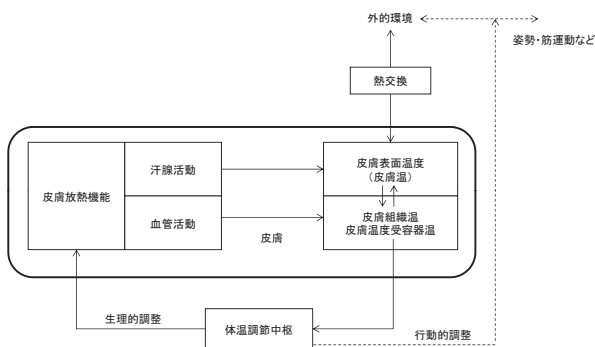 外的環境
姿勢・筋運動など
熱交換
皮膚放熱機能
汗腺活動
血管活動
皮膚
皮膚表面温度
（皮膚温）
皮膚組織温
皮膚温度受容器温
生理的調整
体温調節中枢
行動的調整